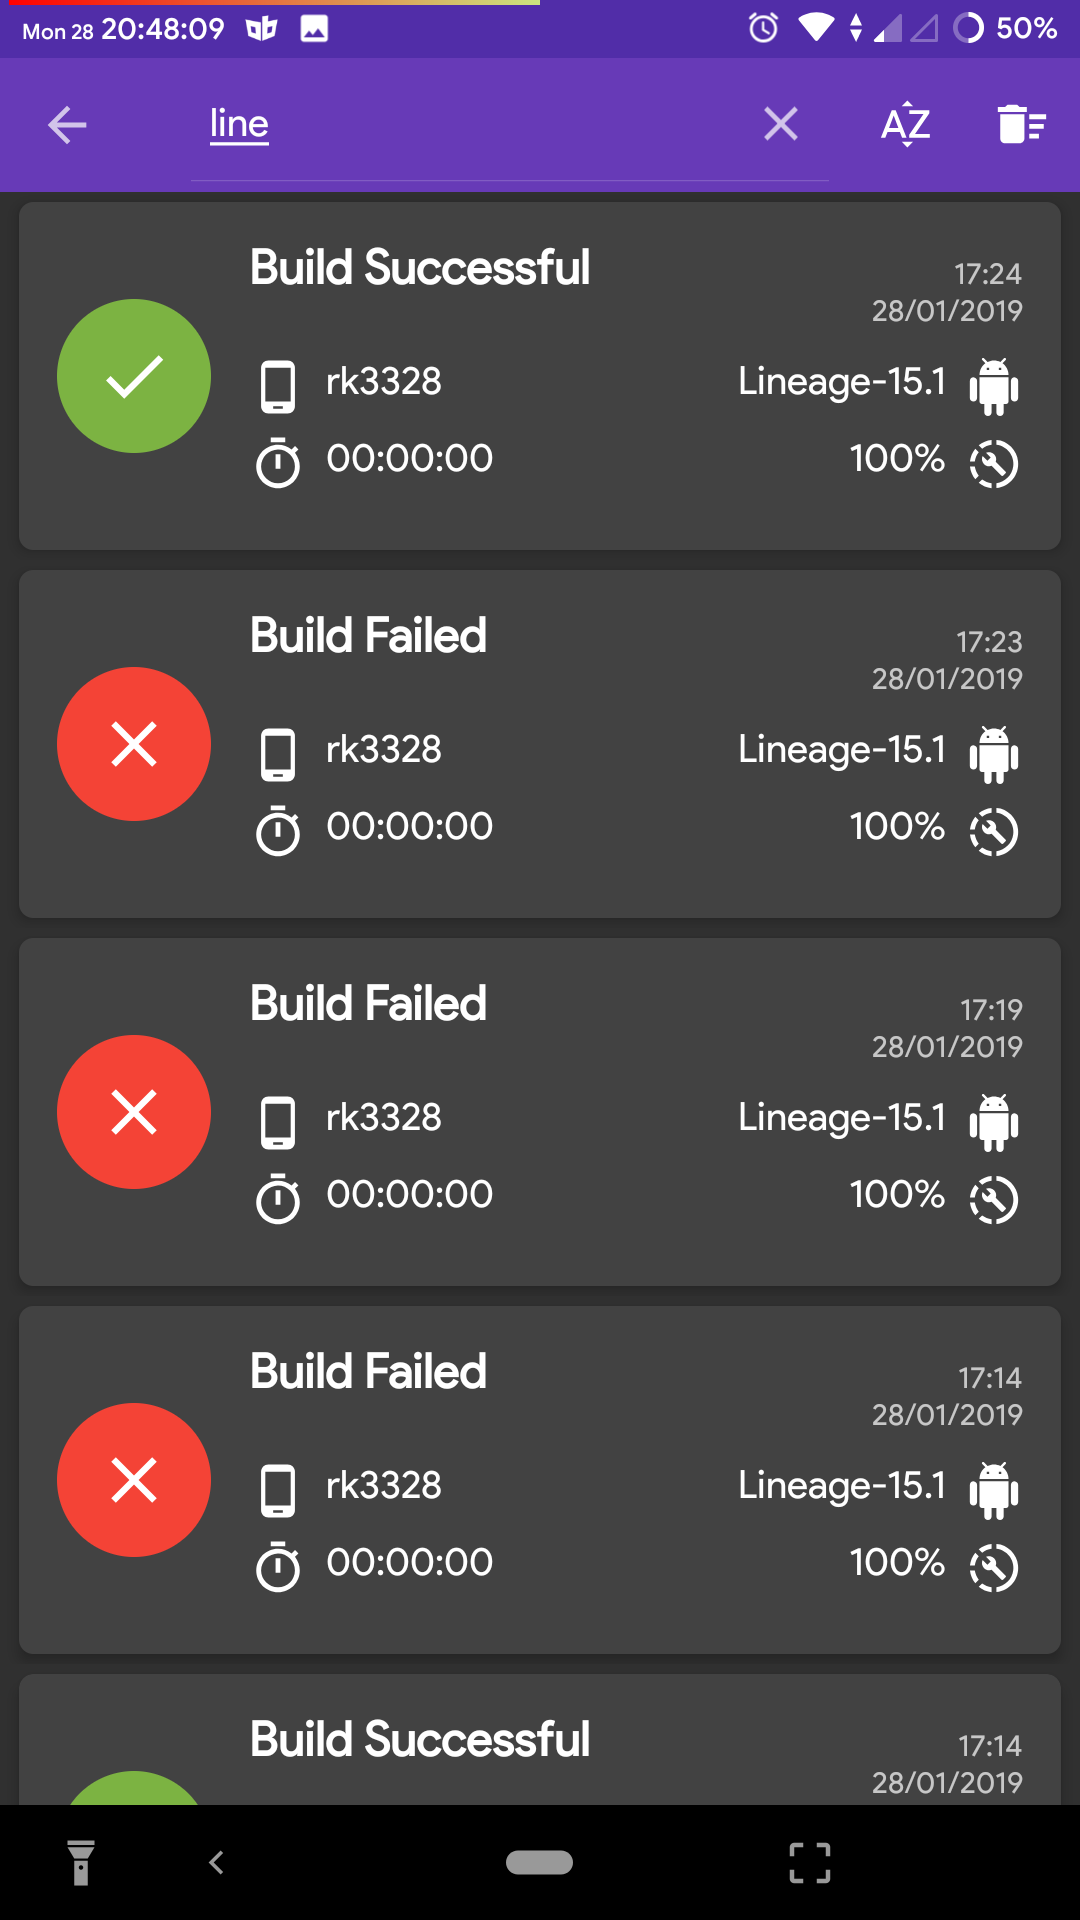 Mon 28 20:48:09 50%
line AZ
Build Successful
17:24
28/01/2019
rk3328 Lineage-15.1
00:00:00 100%
Build Failed
17:23
28/01/2019
rk3328 Lineage-15.1
00:00:00 100%
Build Failed
17:19
28/01/2019
rk3328 Lineage-15.1
00:00:00 100%
Build Failed
17:14
28/01/2019
rk3328 Lineage-15.1
00:00:00 100%
Build Successful
17:14
28/01/2019